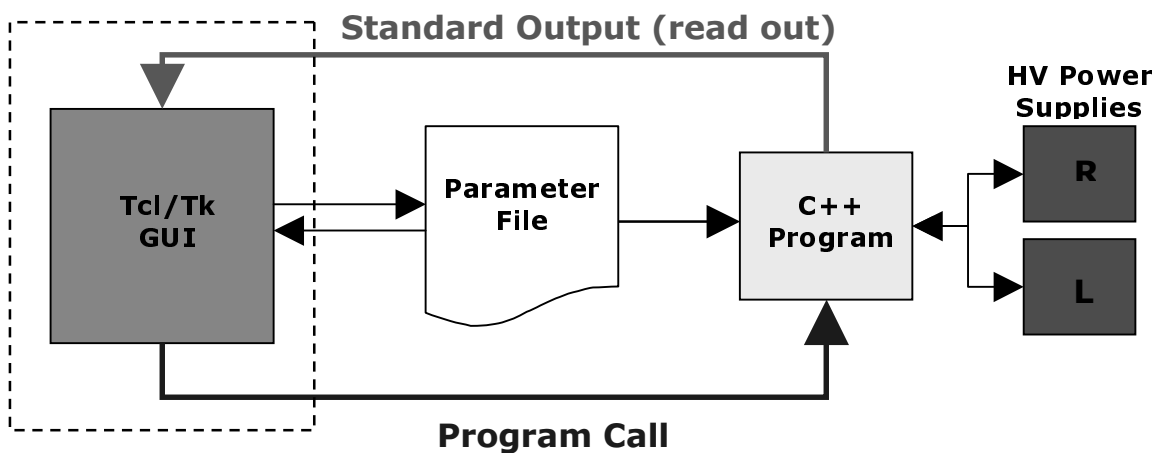 Standard Output (read out)
HV Power
Supplies
Tcl/Tk
GUI
Parameter
File
C++
Program
R
L
Program Call